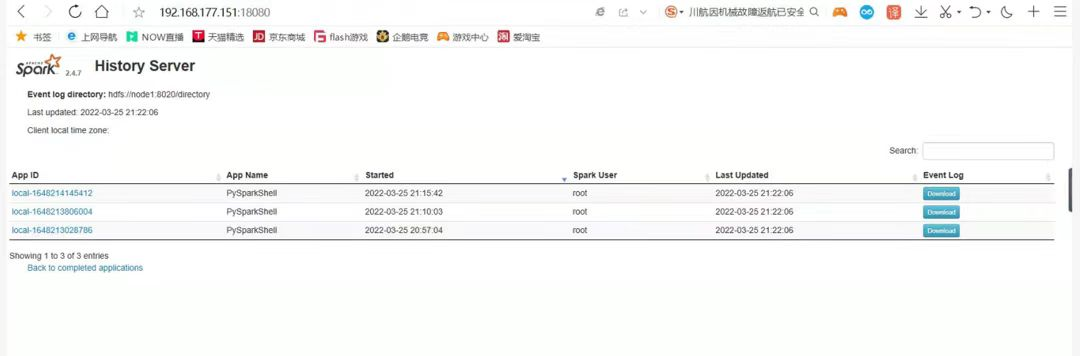 192.168.177.151:18080
川航因机械故障返航已安全
书签 上网导航 NOW直播 天猫精选 京东商城 flash游戏 企鹅电竞 游戏中心 爱淘宝
APACHE Spark 2.4.7 History Server
Event log directory: hdfs://node1:8020/directory
Last updated: 2022-03-25 21:22:06
Client local time zone:
Search:
App ID App Name Started Spark User Last Updated Event Log
local-1648214145412 PySparkShell 2022-03-25 21:15:42 root 2022-03-25 21:22:06 Download
local-1648213806004 PySparkShell 2022-03-25 21:10:03 root 2022-03-25 21:22:06 Download
local-1648213028786 PySparkShell 2022-03-25 20:57:04 root 2022-03-25 21:22:06 Download
Showing 1 to 3 of 3 entries
Back to completed applications